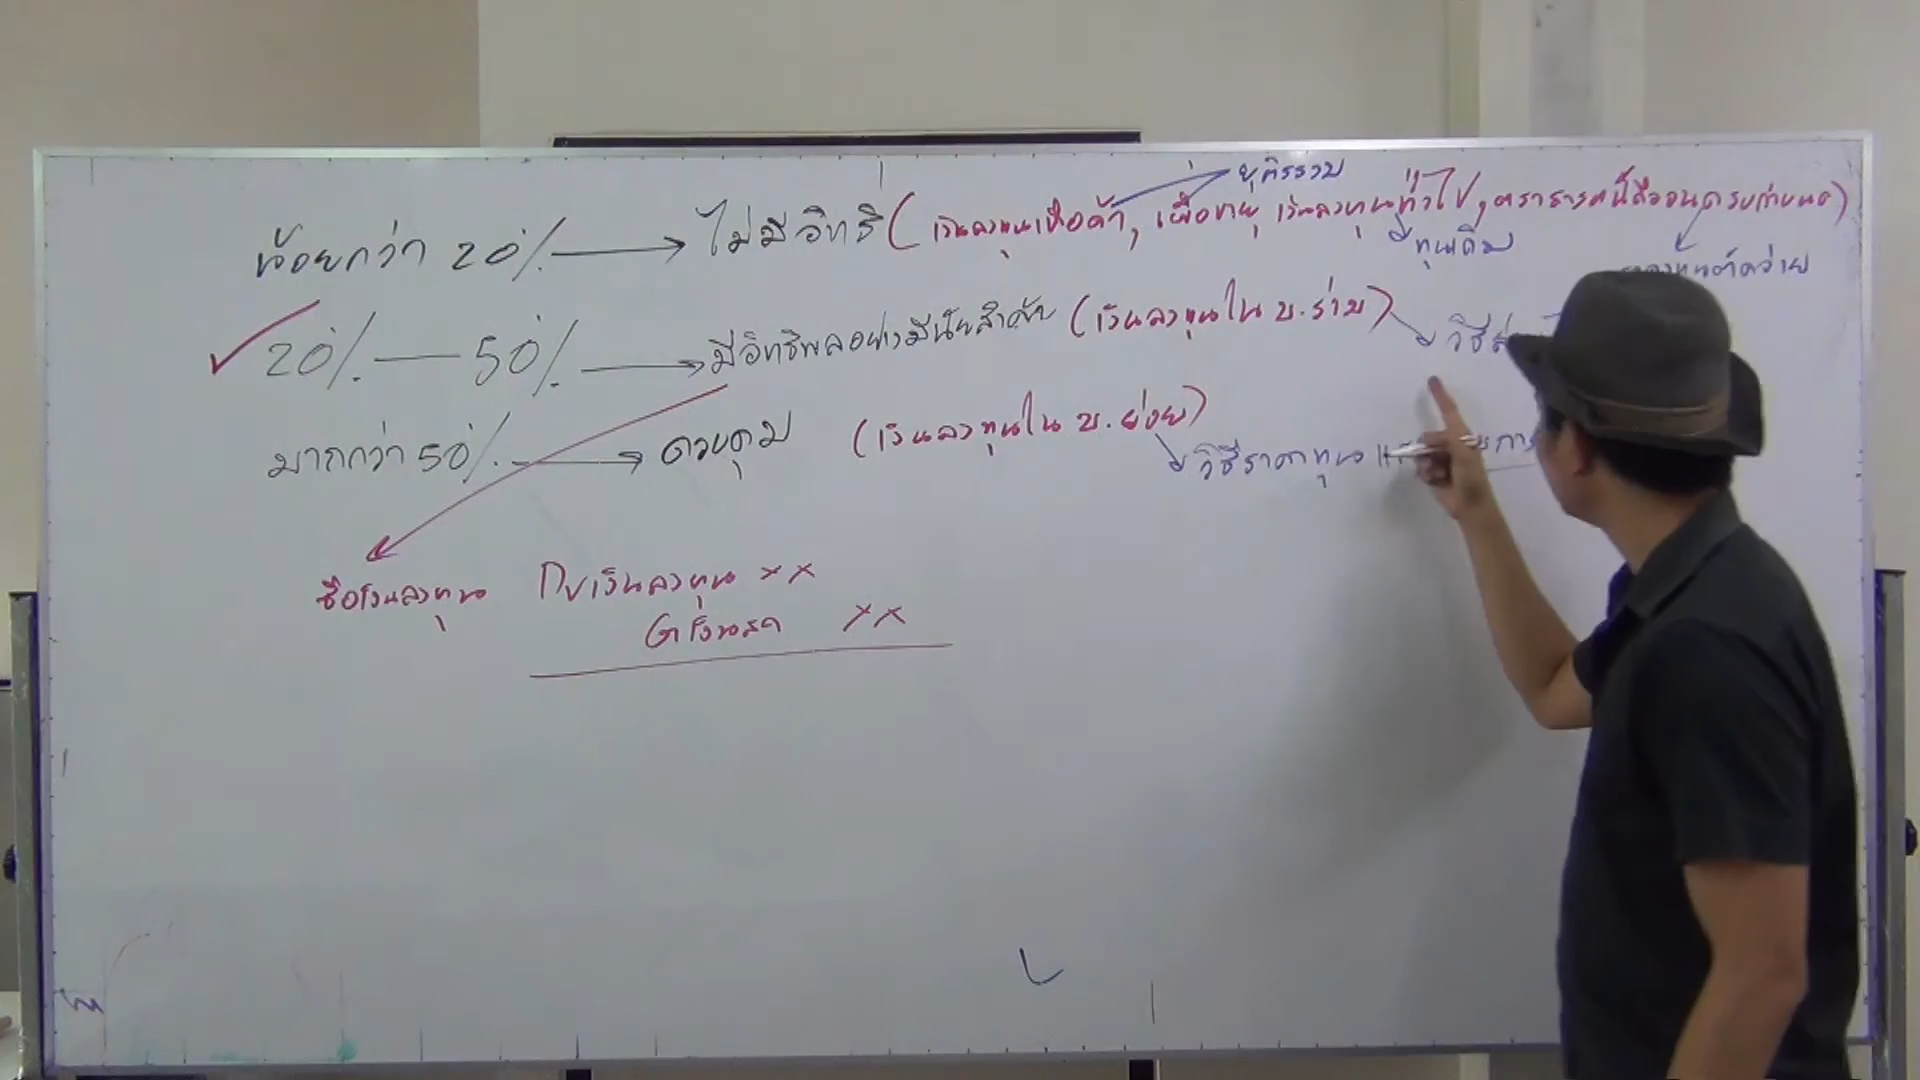 ยุติธรรม
น้อยกว่า 20% → ไม่มีอิทธิ (เงินลงทุนเพื่อค้า, เผื่อขาย, เงินลงทุนทั่วไป, ตราสารหนี้ถือจนครบกำหนด)
ทุนเดิม
ตัดจ่าย
20% — 50% → มีอิทธิพลอย่างมีนัยสำคัญ (เงินลงทุนใน บ.ร่วม) วิธี
มากกว่า 50% → ควบคุม (เงินลงทุนใน บ.ย่อย)
วิธีราคาทุน
ซื้อเงินลงทุน Dr เงินลงทุน ××
Cr เงินสด ××